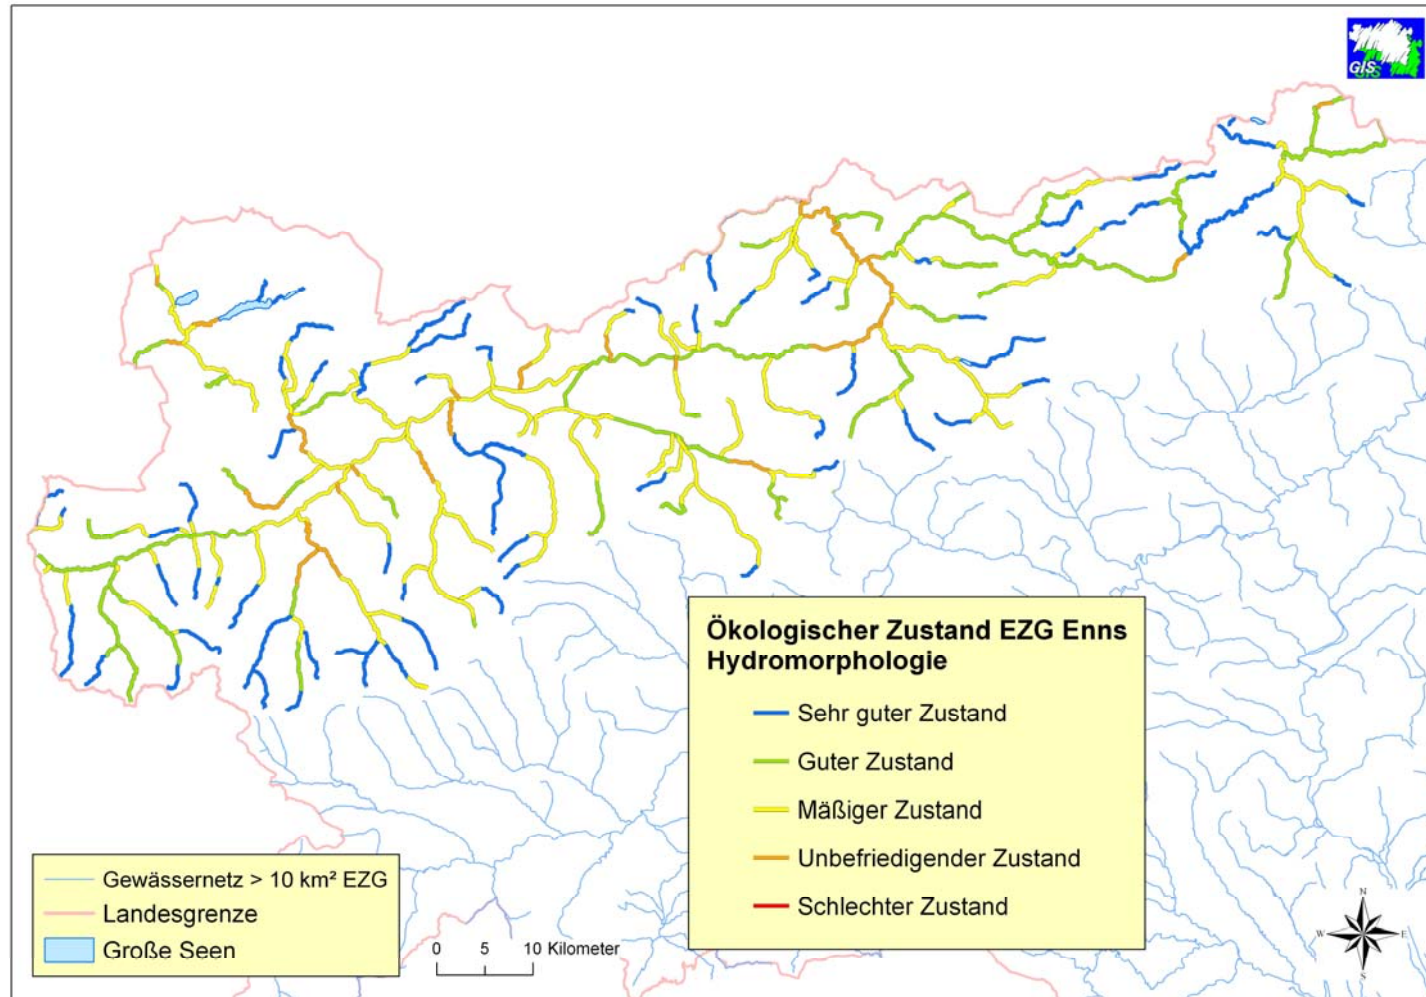 GIS
GIS
Ökologischer Zustand EZG Enns
Hydromorphologie
Sehr guter Zustand
Guter Zustand
Mäßiger Zustand
Unbefriedigender Zustand
Schlechter Zustand
Gewässernetz > 10 km² EZG
Landesgrenze
Große Seen
0 5 10 Kilometer
N
W E
S